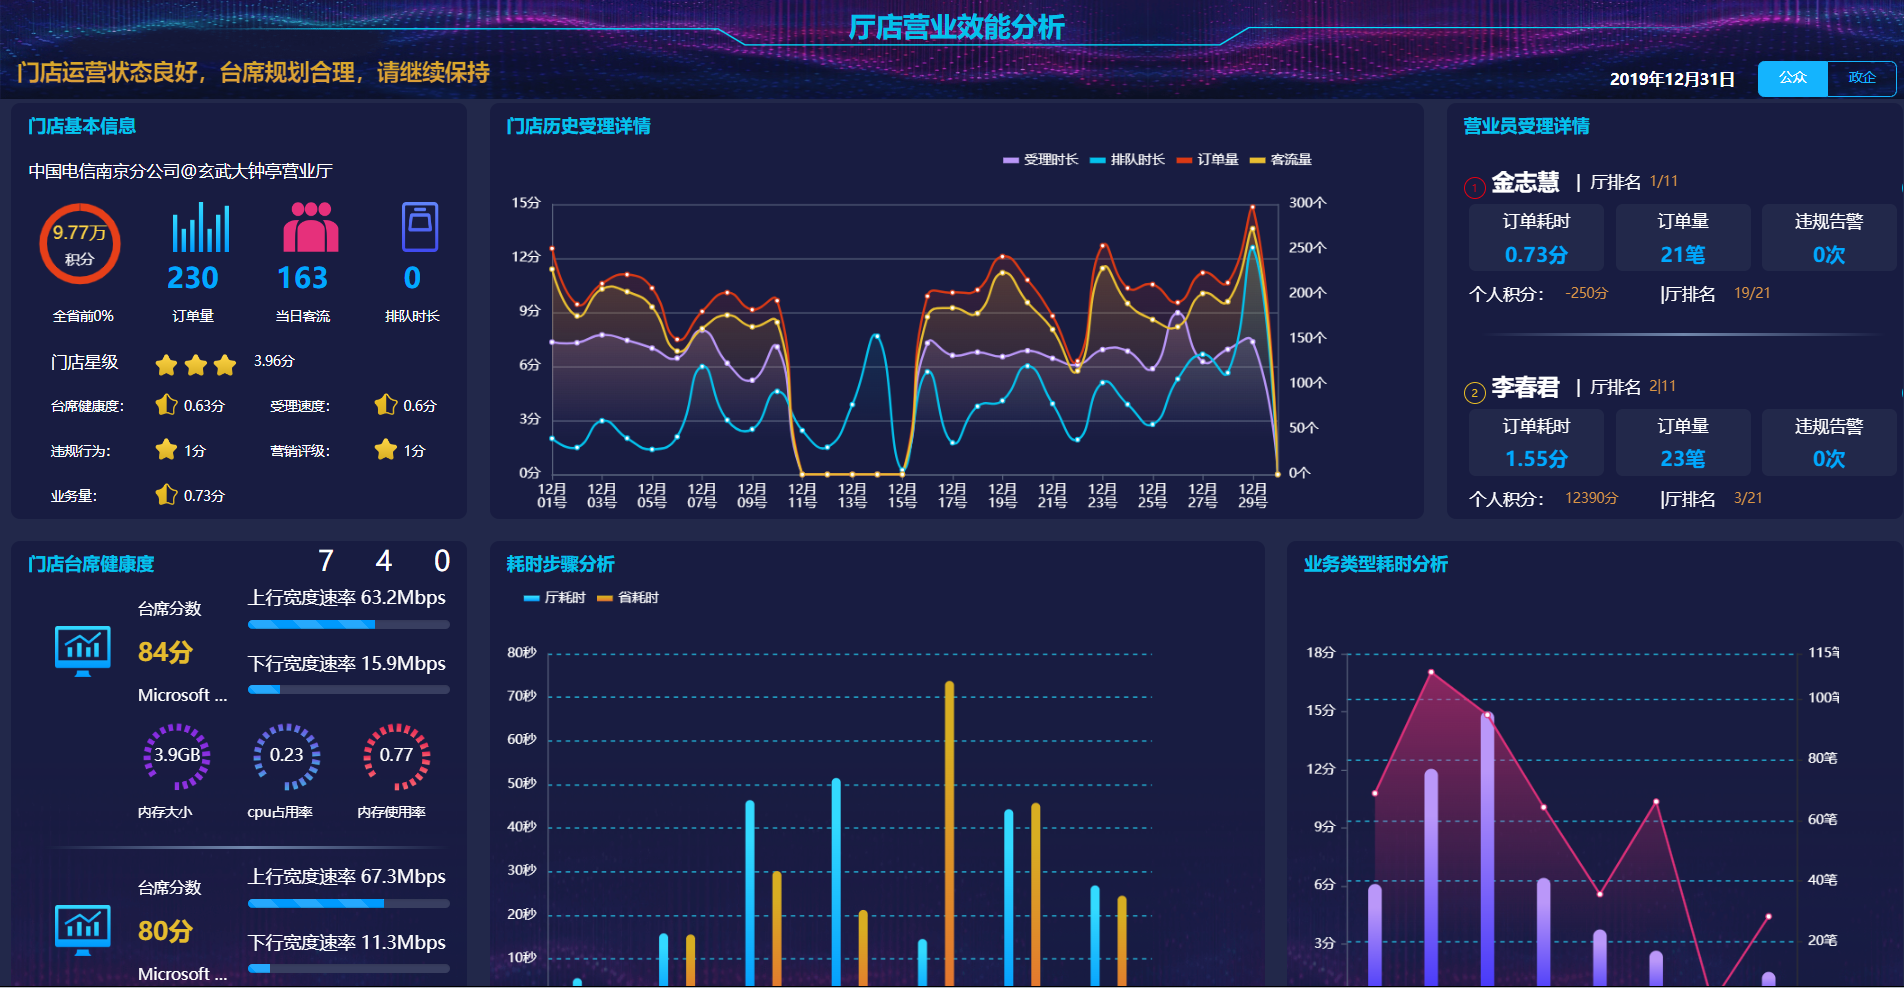 厅店营业效能分析
门店运营状态良好，台席规划合理，请继续保持
2019年12月31日
公众 政企
门店基本信息
中国电信南京分公司@玄武大钟亭营业厅
9.77万
积分
230 163 0
全省前0% 订单量 当日客流 排队时长
门店星级 3.96分
台席健康度： 0.63分 受理速度： 0.6分
违规行为： 1分 营销评级： 1分
业务量： 0.73分
门店历史受理详情
受理时长 排队时长 订单量 客流量
15分 300个
250个
12分
200个
9分
150个
6分
100个
3分
50个
0分 0个
12月 12月 12月 12月 12月 12月 12月 12月 12月 12月 12月 12月 12月 12月 12月
01号 03号 05号 07号 09号 11号 13号 15号 17号 19号 21号 23号 25号 27号 29号
营业员受理详情
1 金志慧 | 厅排名 1/11
订单耗时 订单量 违规告警
0.73分 21笔 0次
个人积分： -250分 |厅排名 19/21
2 李春君 | 厅排名 2|11
订单耗时 订单量 违规告警
1.55分 23笔 0次
个人积分： 12390分 |厅排名 3/21
门店台席健康度 7 4 0
台席分数
84分
Microsoft ...
上行宽度速率 63.2Mbps
下行宽度速率 15.9Mbps
3.9GB 0.23 0.77
内存大小 cpu占用率 内存使用率
台席分数
80分
Microsoft ...
上行宽度速率 67.3Mbps
下行宽度速率 11.3Mbps
耗时步骤分析
厅耗时 省耗时
80秒
70秒
60秒
50秒
40秒
30秒
20秒
10秒
业务类型耗时分析
18分 115笔
100笔
15分
80笔
12分
60笔
9分
40笔
6分
20笔
3分